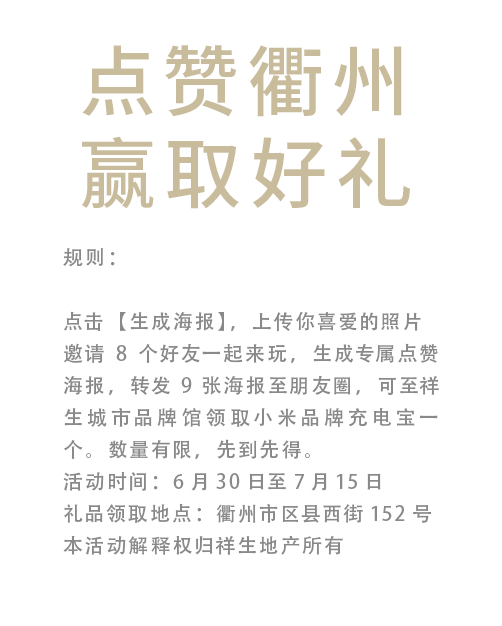 点赞衢州
赢取好礼
规则：
点击【生成海报】，上传你喜爱的照片
邀请 8 个好友一起来玩，生成专属点赞
海报，转发 9 张海报至朋友圈，可至祥
生城市品牌馆领取小米品牌充电宝一
个。数量有限，先到先得。
活动时间：6 月 30 日至 7 月 15 日
礼品领取地点：衢州市区县西街 152 号
本活动解释权归祥生地产所有